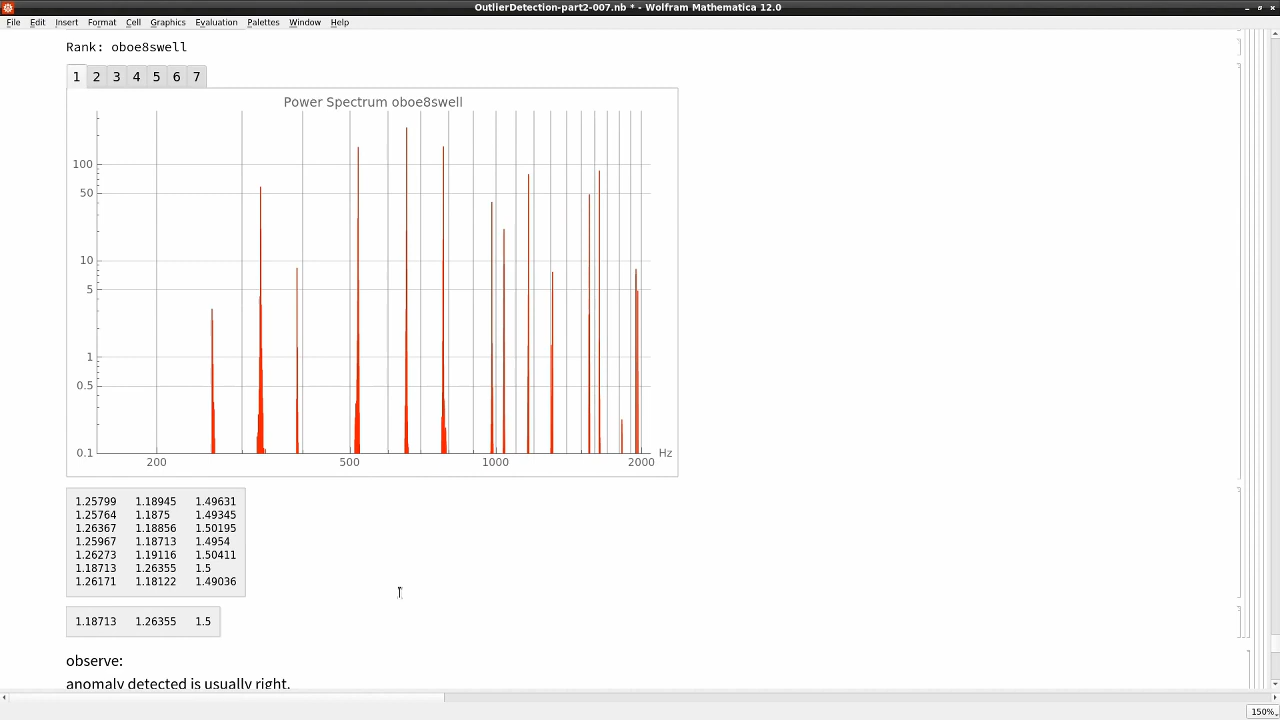 OutlierDetection-part2-007.nb * - Wolfram Mathematica 12.0
File Edit Insert Format Cell Graphics Evaluation Palettes Window Help
Rank: oboe8swell
1 2 3 4 5 6 7
Power Spectrum oboe8swell
100
50
10
5
1
0.5
0.1
200 500 1000 2000 Hz
1.25799 1.18945 1.49631
1.25764 1.1875 1.49345
1.26367 1.18856 1.50195
1.25967 1.18713 1.4954
1.26273 1.19116 1.50411
1.18713 1.26355 1.5
1.26171 1.18122 1.49036
1.18713 1.26355 1.5
observe:
anomaly detected is usually right.
150%